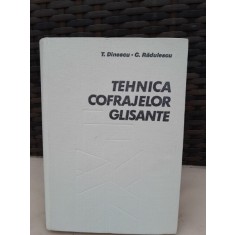 T. Dinescu · C. Rădulescu
TEHNICA
COFRAJELOR
GLISANTE